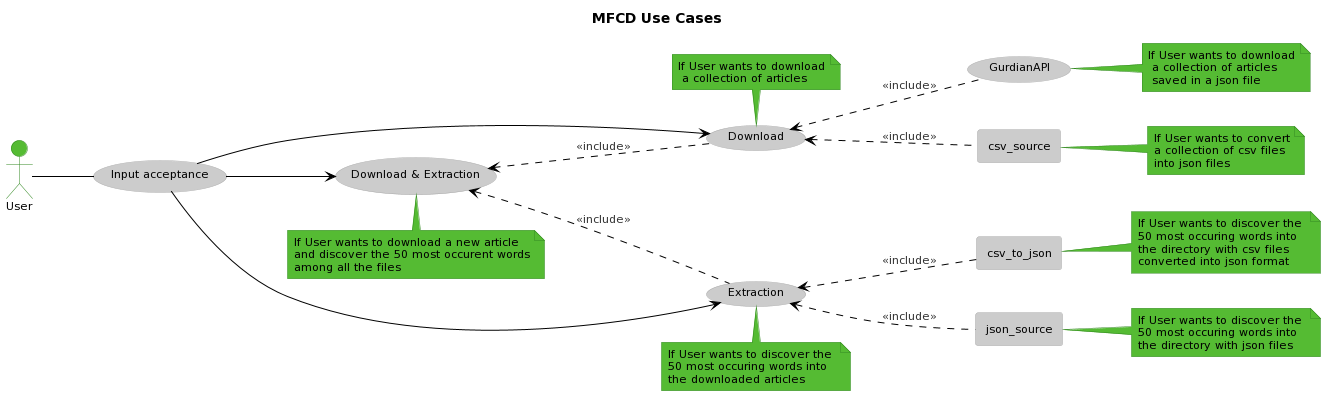 MFCD Use Cases
User
Input acceptance
Download & Extraction
If User wants to download a new article
and discover the 50 most occurent words
among all the files
If User wants to download
a collection of articles
Download
«include»
«include»
Extraction
If User wants to discover the
50 most occuring words into
the downloaded articles
«include»
GurdianAPI
If User wants to download
a collection of articles
saved in a json file
«include»
csv_source
If User wants to convert
a collection of csv files
into json files
«include»
csv_to_json
If User wants to discover the
50 most occuring words into
the directory with csv files
converted into json format
«include»
json_source
If User wants to discover the
50 most occuring words into
the directory with json files